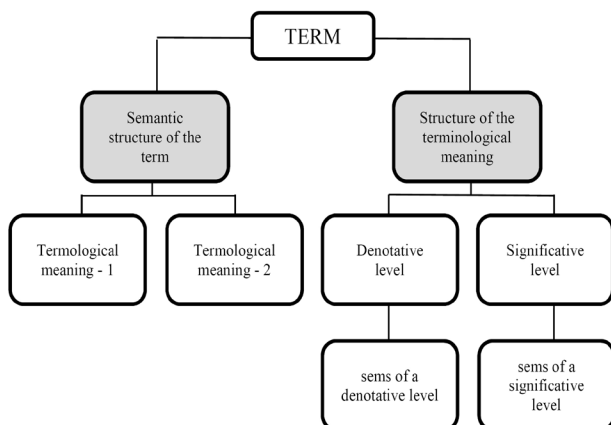 TERM
Semantic
structure of the
term
Structure of the
terminological
meaning
Termological
meaning - 1
Termological
meaning - 2
Denotative
level
Significative
level
sems of a
denotative level
sems of a
significative
level